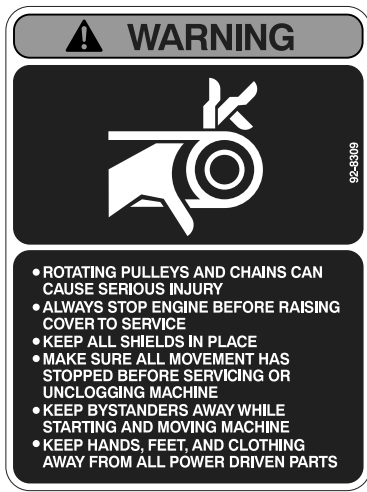 WARNING
92-8309
• ROTATING PULLEYS AND CHAINS CAN
CAUSE SERIOUS INJURY
• ALWAYS STOP ENGINE BEFORE RAISING
COVER TO SERVICE
• KEEP ALL SHIELDS IN PLACE
• MAKE SURE ALL MOVEMENT HAS
STOPPED BEFORE SERVICING OR
UNCLOGGING MACHINE
• KEEP BYSTANDERS AWAY WHILE
STARTING AND MOVING MACHINE
• KEEP HANDS, FEET, AND CLOTHING
AWAY FROM ALL POWER DRIVEN PARTS